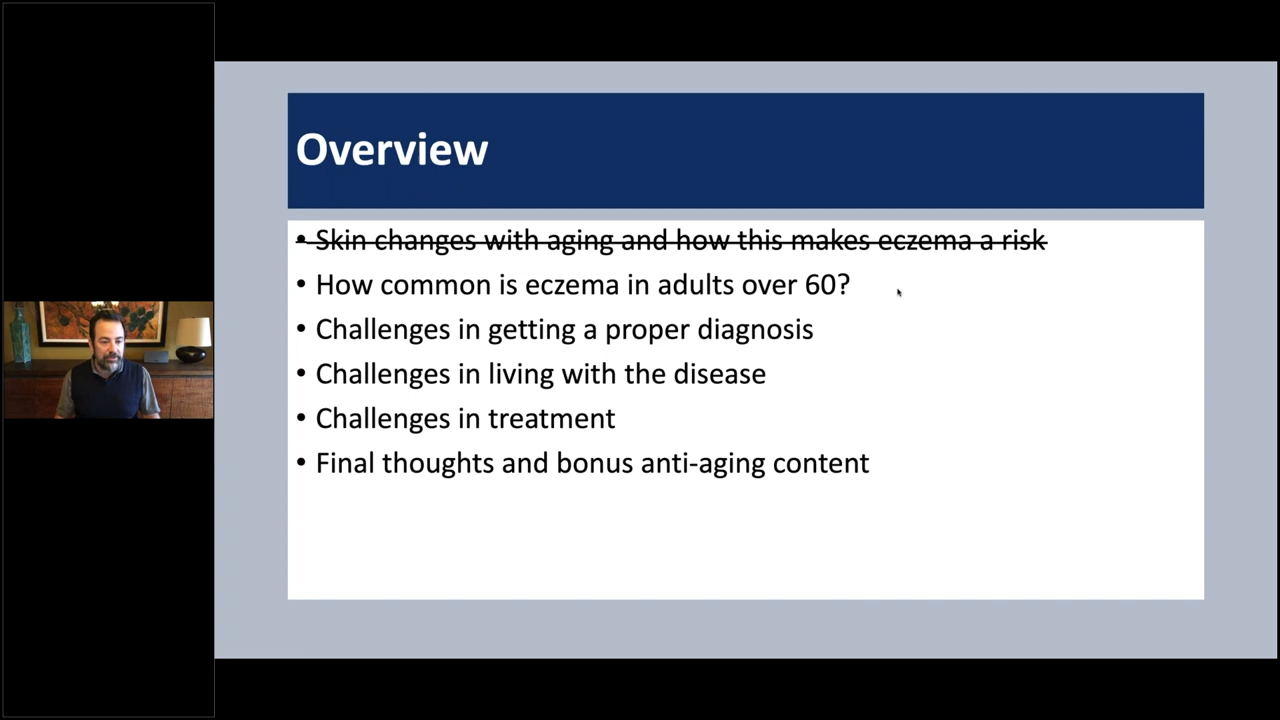 Overview
• Skin changes with aging and how this makes eczema a risk
• How common is eczema in adults over 60?
• Challenges in getting a proper diagnosis
• Challenges in living with the disease
• Challenges in treatment
• Final thoughts and bonus anti-aging content